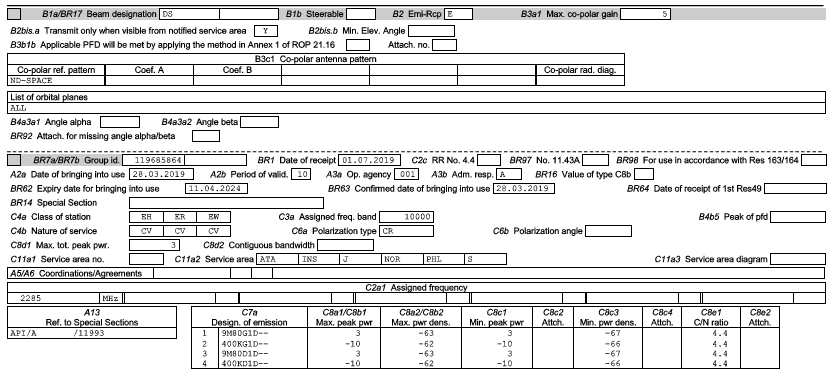 B1a/BR17 Beam designation DS B1b Steerable B2 Emi-Rcp E B3a1 Max. co-polar gain 5
B2bis.a Transmit only when visible from notified service area Y B2bis.b Min. Elev. Angle
B3b1b Applicable PFD will be met by applying the method in Annex 1 of ROP 21.16 Attach. no.
B3c1 Co-polar antenna pattern
Co-polar ref. pattern Coef. A Coef. B Co-polar rad. diag.
ND-SPACE
List of orbital planes
ALL
B4a3a1 Angle alpha B4a3a2 Angle beta
BR92 Attach. for missing angle alpha/beta
BR7a/BR7b Group id. 119685864 BR1 Date of receipt 01.07.2019 C2c RR No. 4.4 BR97 No. 11.43A BR98 For use in accordance with Res 163/164
A2a Date of bringing into use 28.03.2019 A2b Period of valid. 10 A3a Op. agency 001 A3b Adm. resp. A BR16 Value of type C8b
BR62 Expiry date for bringing into use 11.04.2024 BR63 Confirmed date of bringing into use 28.03.2019 BR64 Date of receipt of 1st Res49
BR14 Special Section
C4a Class of station EH ER EW C3a Assigned freq. band 10000 B4b5 Peak of pfd
C4b Nature of service CV CV CV C6a Polarization type CR C6b Polarization angle
C8d1 Max. tot. peak pwr. 3 C8d2 Contiguous bandwidth
C11a1 Service area no. C11a2 Service area ATA INS J NOR PHL S C11a3 Service area diagram
A5/A6 Coordinations/Agreements
C2a1 Assigned frequency
2285 MHz
A13 C7a C8a1/C8b1 C8a2/C8b2 C8c1 C8c2 C8c3 C8c4 C8e1 C8e2
Ref. to Special Sections Design. of emission Max. peak pwr Max. pwr dens. Min. peak pwr Attch. Min. pwr dens. Attch. C/N ratio Attch.
API/A /11993 1 9M80G1D-- 3 -63 3 -67 4.4
2 400KG1D-- -10 -62 -10 -66 4.4
3 9M80D1D-- 3 -63 3 -67 4.4
4 400KD1D-- -10 -62 -10 -66 4.4